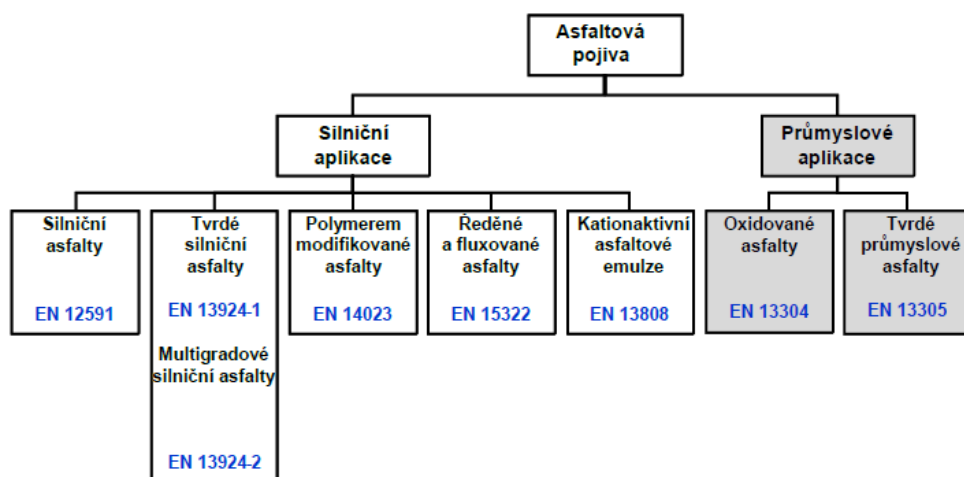 Asfaltová
pojiva
Silniční
aplikace
Průmyslové
aplikace
Silniční
asfalty
EN 12591
Tvrdé
silniční
asfalty
EN 13924-1
Multigradové
silniční asfalty
EN 13924-2
Polymerem
modifikované
asfalty
EN 14023
Ředěné
a fluxované
asfalty
EN 15322
Kationaktivní
asfaltové
emulze
EN 13808
Oxidované
asfalty
EN 13304
Tvrdé
průmyslové
asfalty
EN 13305